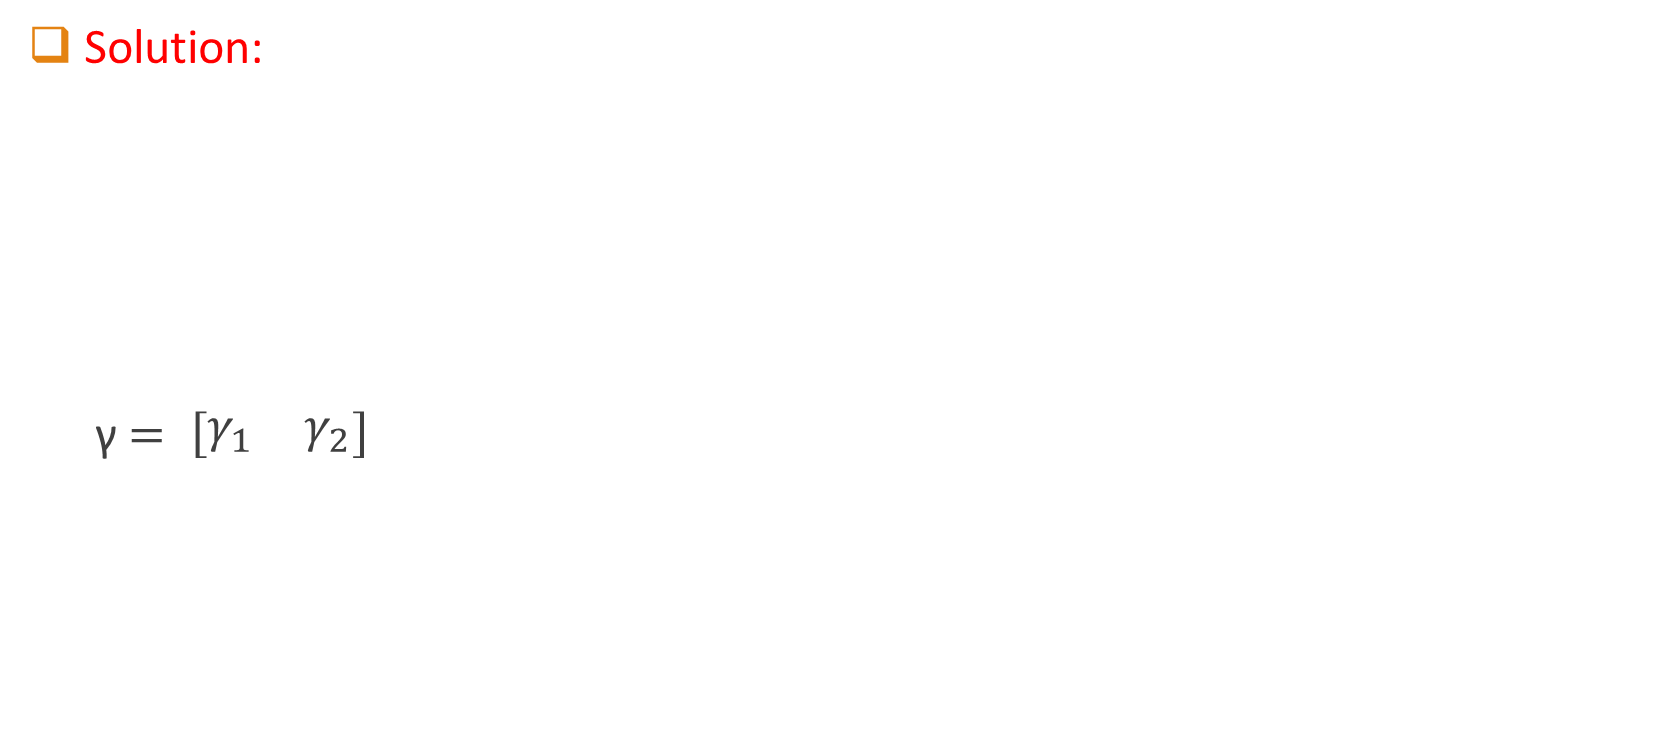 Solution:
γ = [γ₁ γ₂]